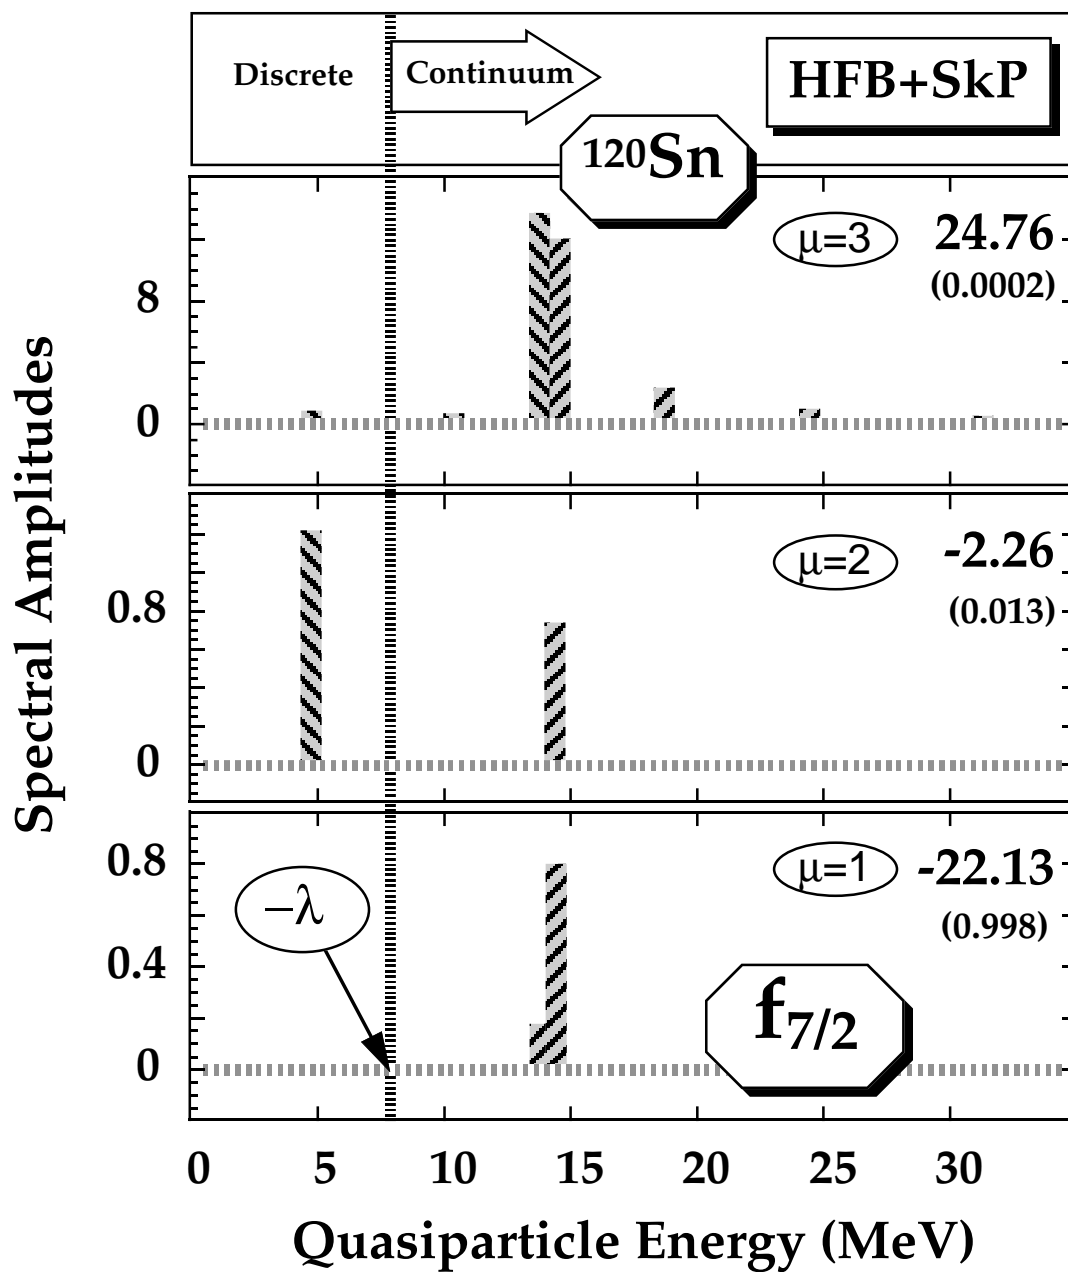 Discrete
Continuum
HFB+SkP
¹²⁰Sn
Spectral Amplitudes
8
0
μ=3
24.76
(0.0002)
0.8
0
μ=2
-2.26
(0.013)
0.8
0.4
0
−λ
μ=1
-22.13
(0.998)
f₇/₂
0 5 10 15 20 25 30
Quasiparticle Energy (MeV)